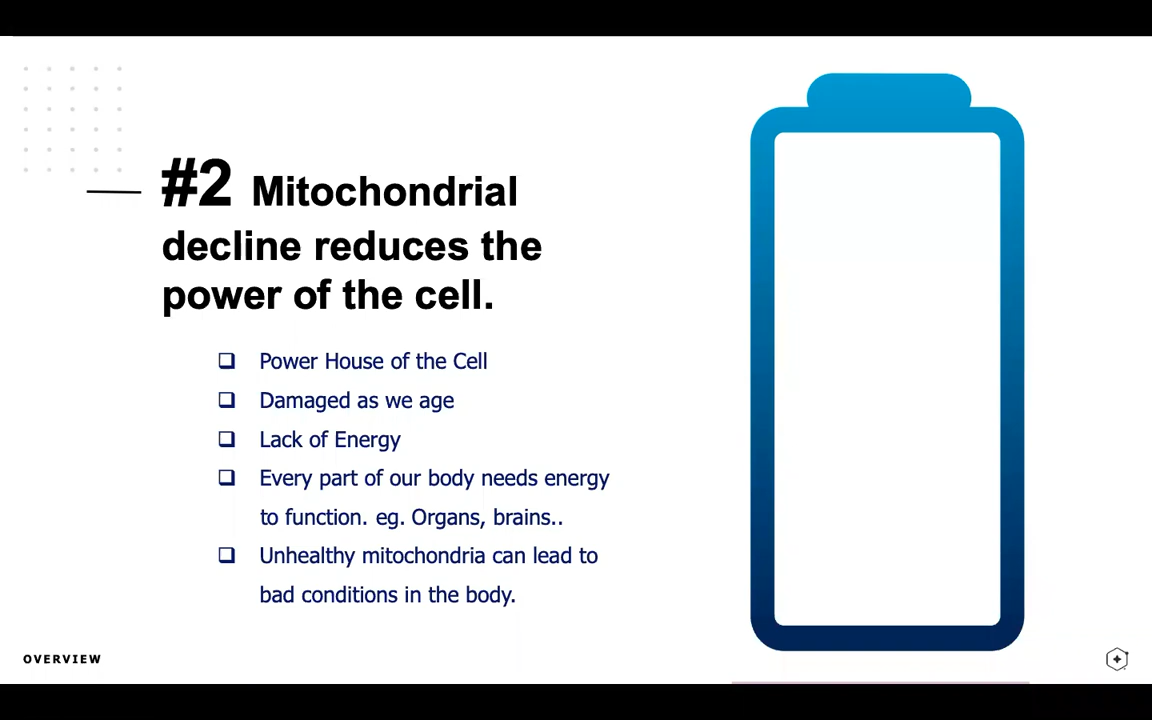 #2 Mitochondrial
decline reduces the
power of the cell.
Power House of the Cell
Damaged as we age
Lack of Energy
Every part of our body needs energy
to function. eg. Organs, brains..
Unhealthy mitochondria can lead to
bad conditions in the body.
OVERVIEW